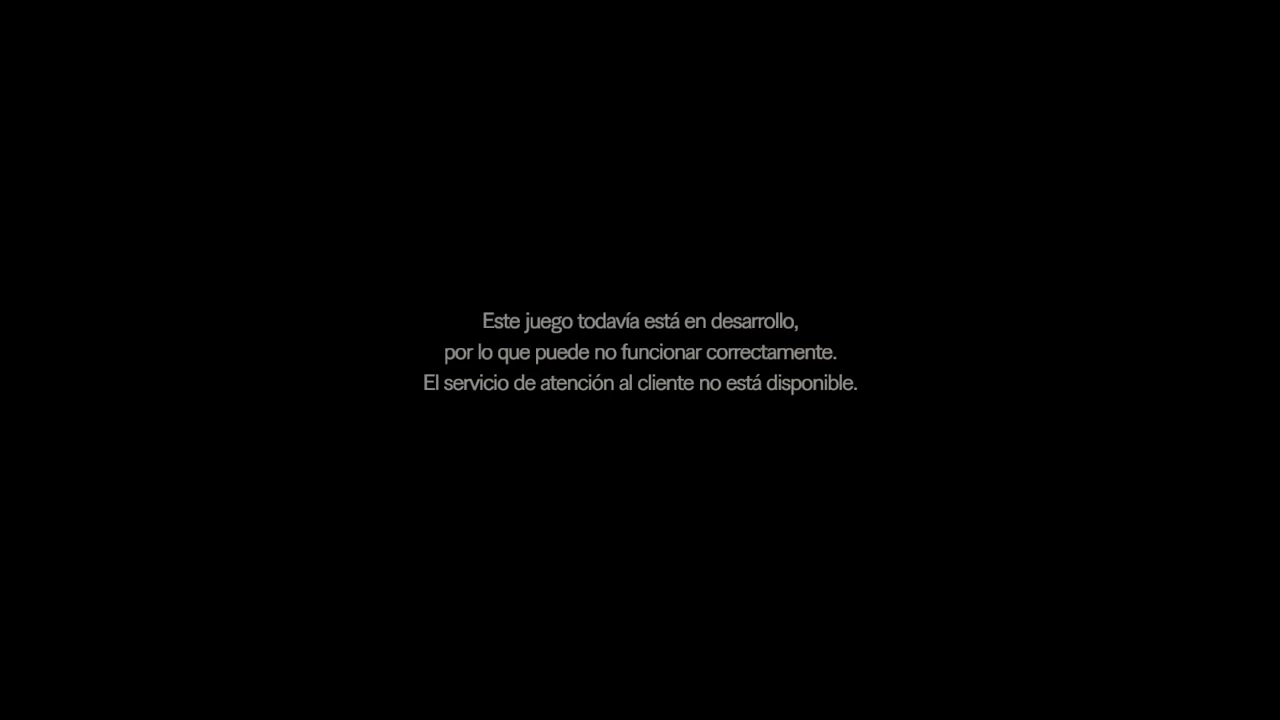 Este juego todavía está en desarrollo,
por lo que puede no funcionar correctamente.
El servicio de atención al cliente no está disponible.